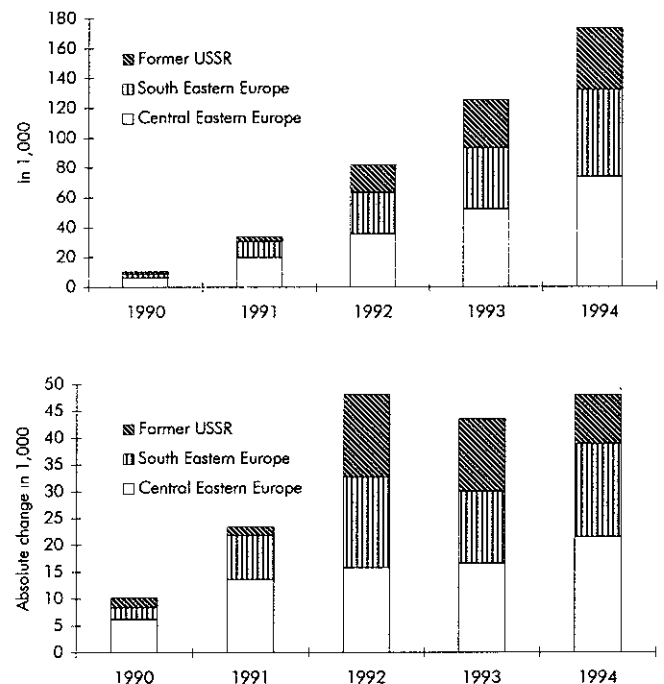 180
160
140
120
100
80
60
40
20
0
in 1,000
Former USSR
South Eastern Europe
Central Eastern Europe
1990 1991 1992 1993 1994
50
45
40
35
30
25
20
15
10
5
0
Absolute change in 1,000
Former USSR
South Eastern Europe
Central Eastern Europe
1990 1991 1992 1993 1994